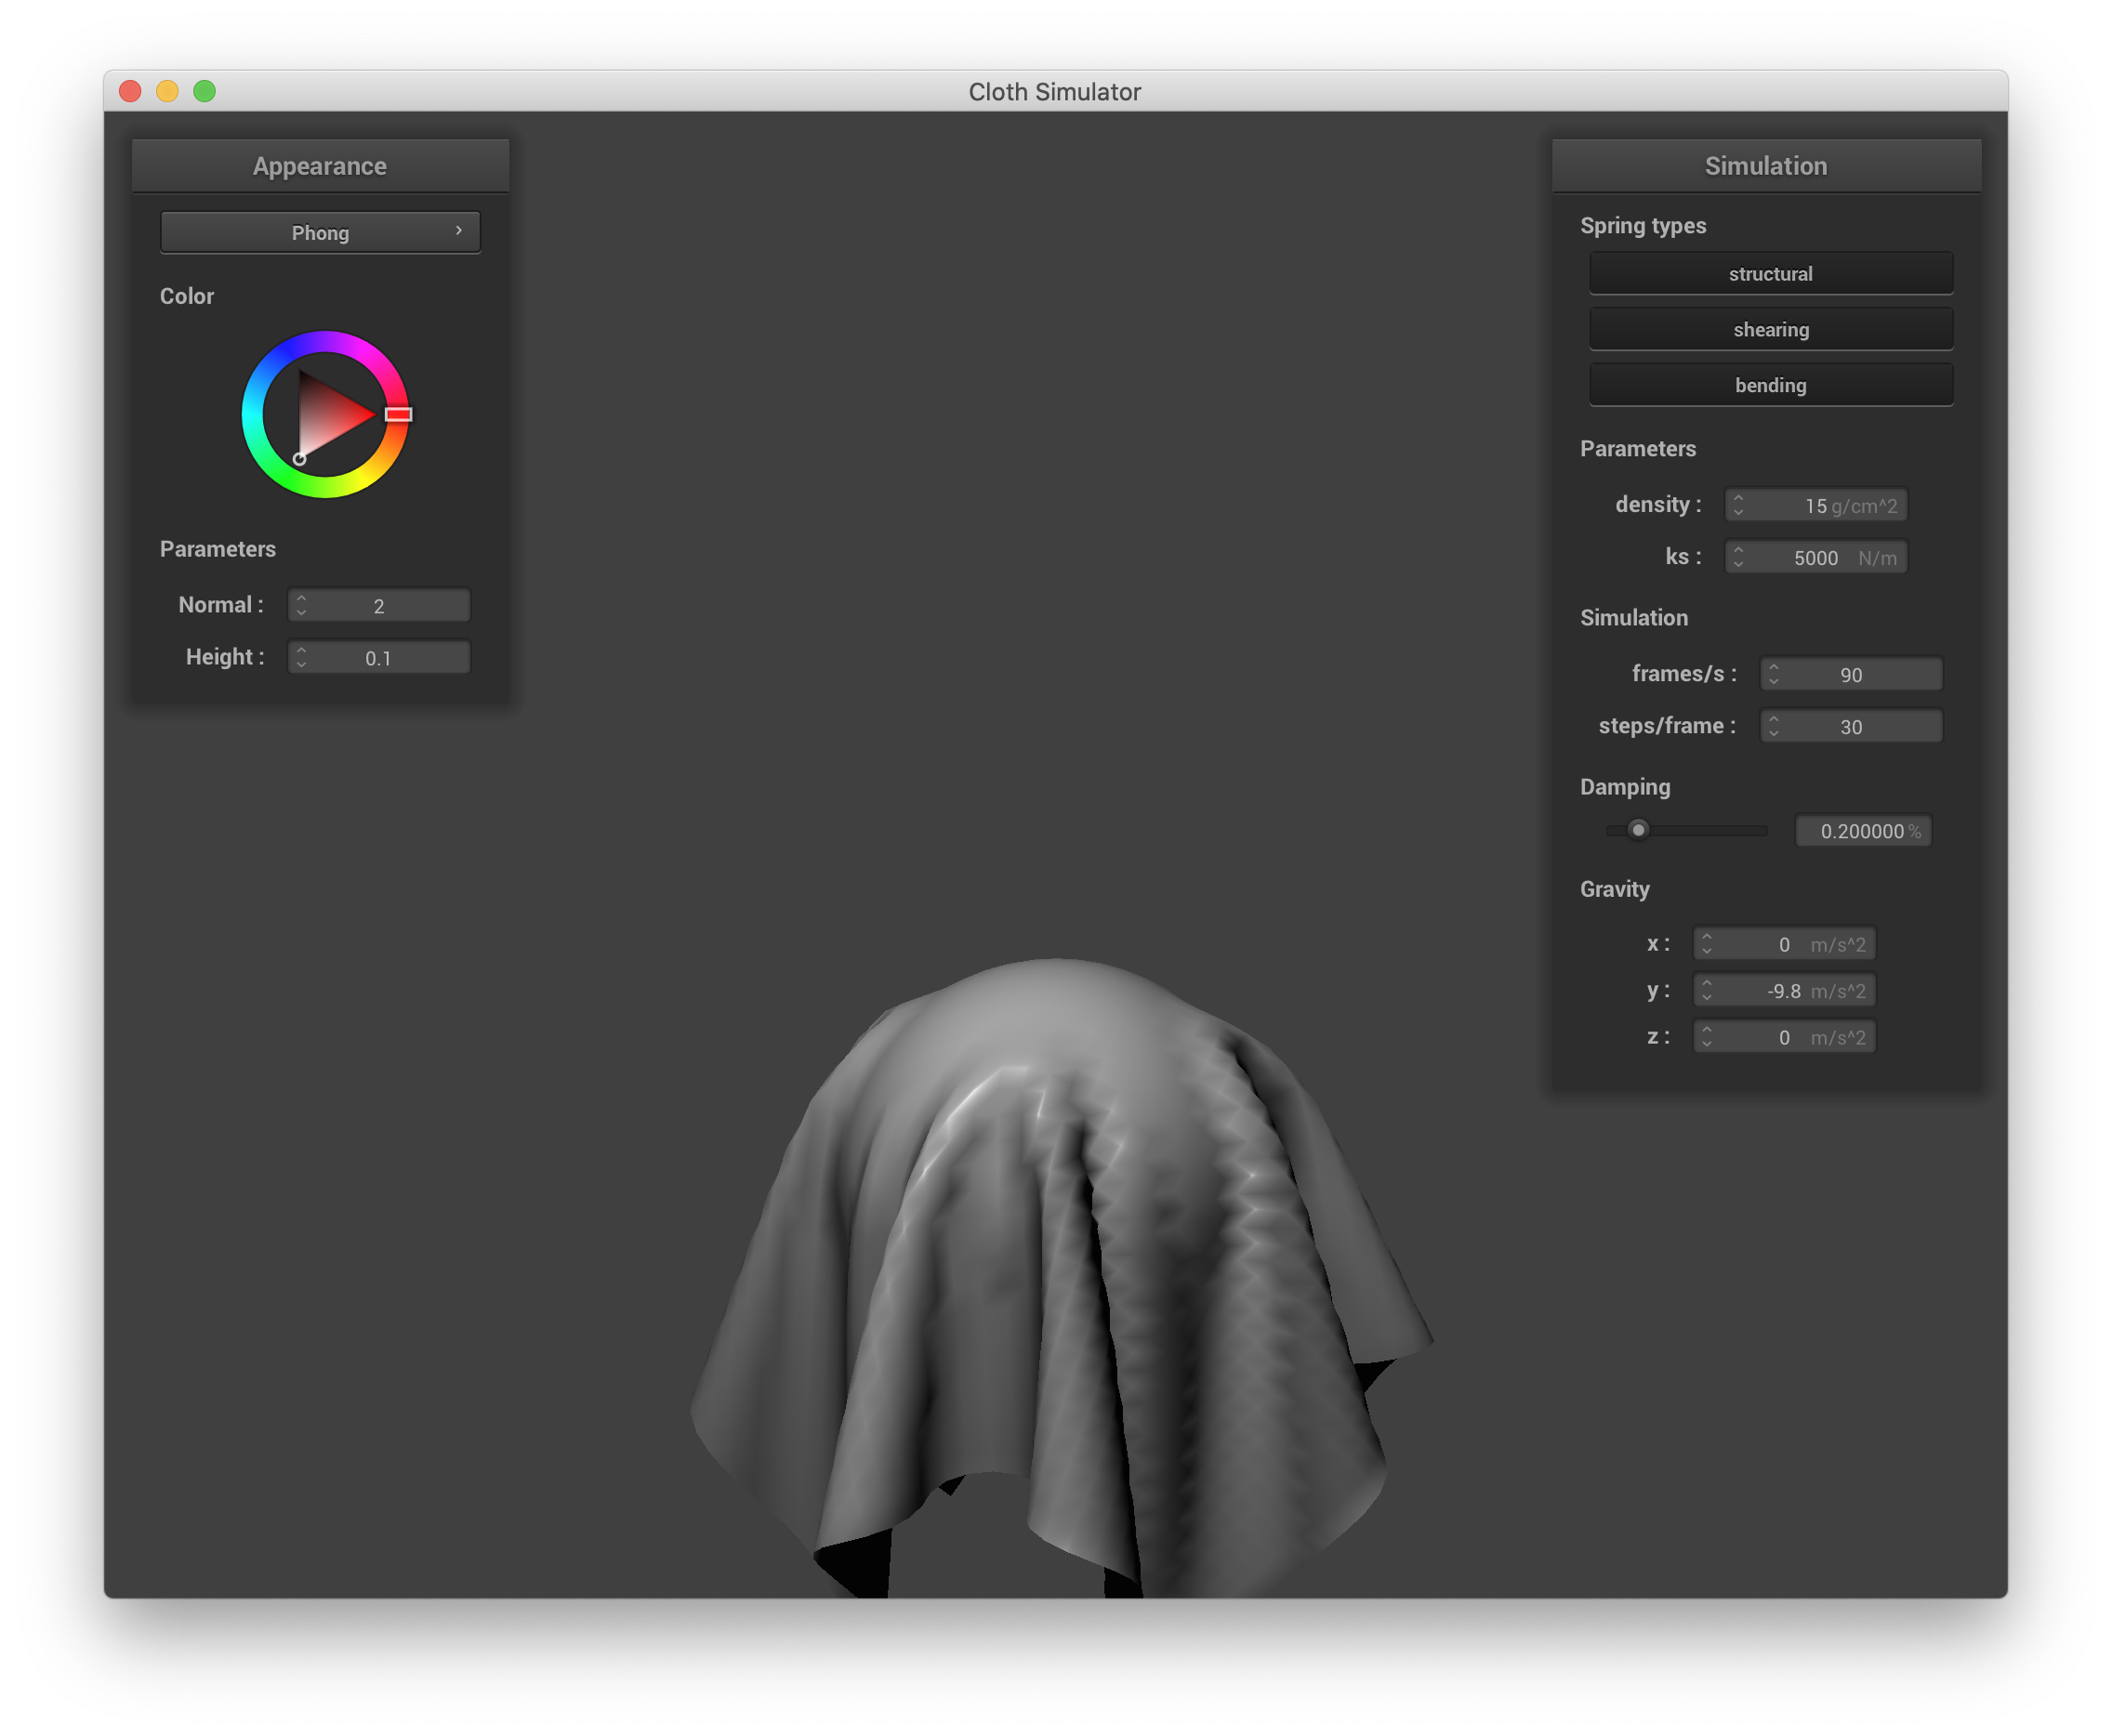 Cloth Simulator
Appearance
Phong
Color
Parameters
Normal : 2
Height : 0.1
Simulation
Spring types
structural
shearing
bending
Parameters
density : 15 g/cm^2
ks : 5000 N/m
Simulation
frames/s : 90
steps/frame : 30
Damping
0.200000 %
Gravity
x : 0 m/s^2
y : -9.8 m/s^2
z : 0 m/s^2